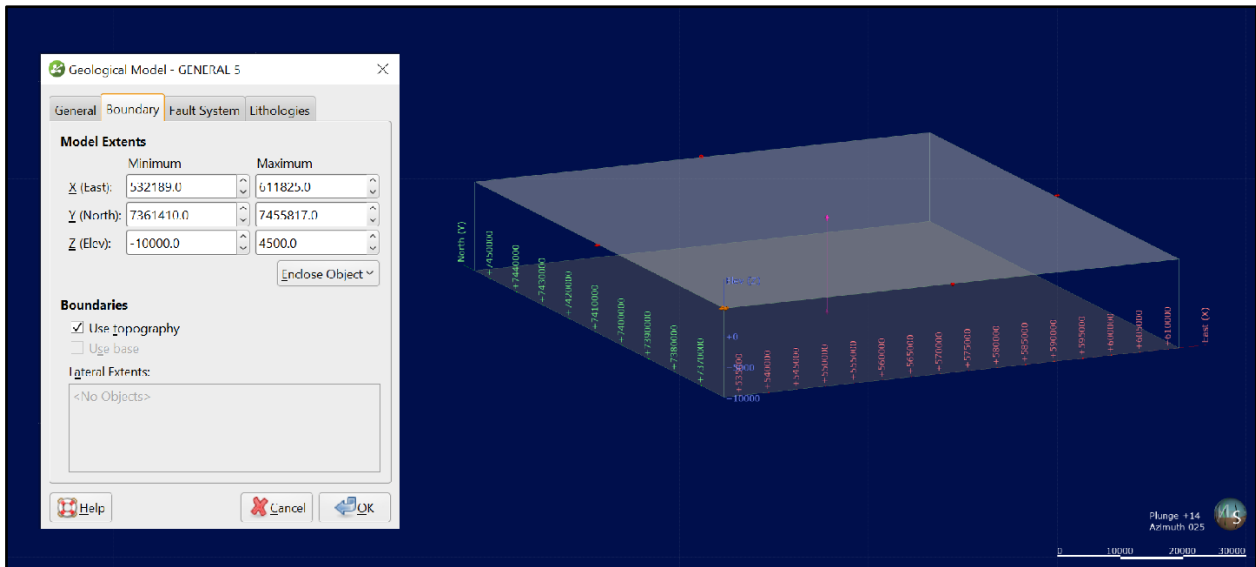 Geological Model - GENERAL 5
General Boundary Fault System Lithologies
Model Extents
Minimum Maximum
X (East): 532189.0 611825.0
Y (North): 7361410.0 7455817.0
Z (Elev): -10000.0 4500.0
Enclose Object
Boundaries
Use topography
Use base
Lateral Extents:
<No Objects>
Help Cancel OK
North (Y)
+7450000
+7440000
+7430000
+7420000
+7410000
+7400000
+7390000
+7380000
+7370000
+0
-5000
-10000
+535000
+540000
+545000
+550000
+555000
+560000
+565000
+570000
+575000
+580000
+585000
+590000
+595000
+600000
+605000
+610000
East (X)
Plunge +14
Azimuth 025
0 10000 20000 30000